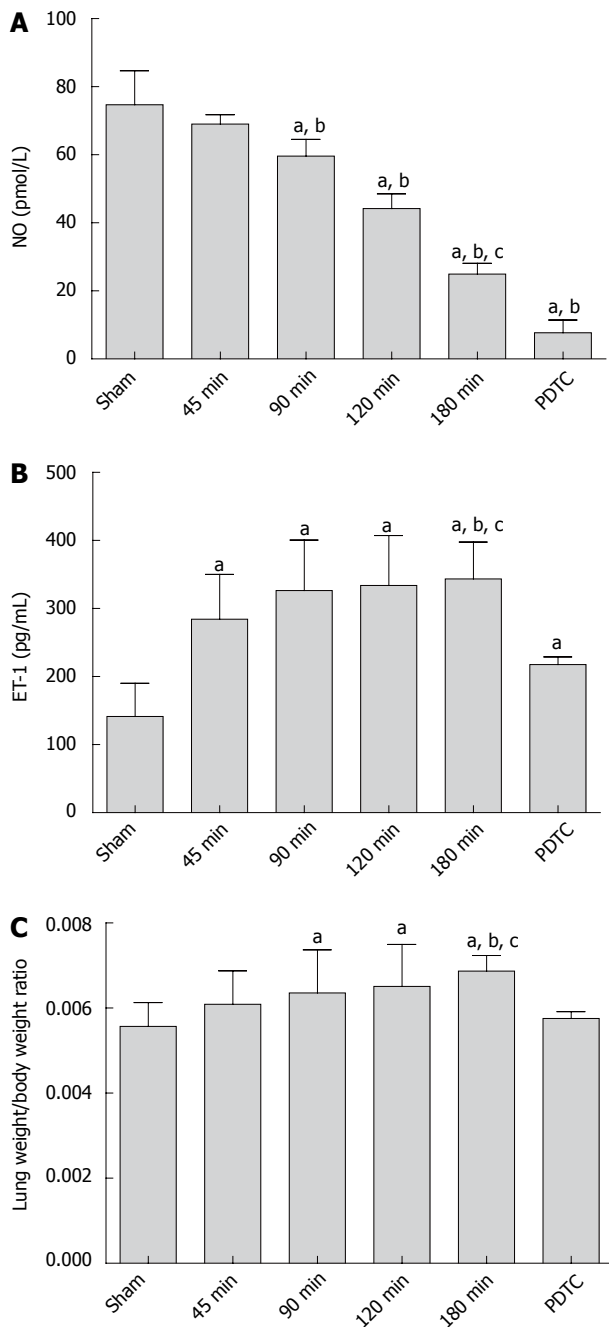 A
100
80
60
40
20
0
NO (pmol/L)
a, b
a, b
a, b, c
a, b
Sham
45 min
90 min
120 min
180 min
PDTC
B
500
400
300
200
100
0
ET-1 (pg/mL)
a
a
a
a, b, c
a
Sham
45 min
90 min
120 min
180 min
PDTC
C
0.008
0.006
0.004
0.002
0.000
Lung weight/body weight ratio
a
a
a, b, c
Sham
45 min
90 min
120 min
180 min
PDTC